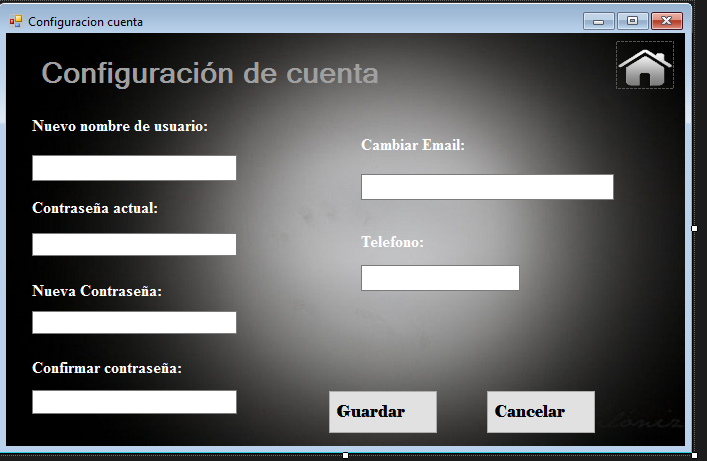 Configuracion cuenta
Configuración de cuenta
Nuevo nombre de usuario:
Cambiar Email:
Contraseña actual:
Telefono:
Nueva Contraseña:
Confirmar contraseña:
Guardar
Cancelar